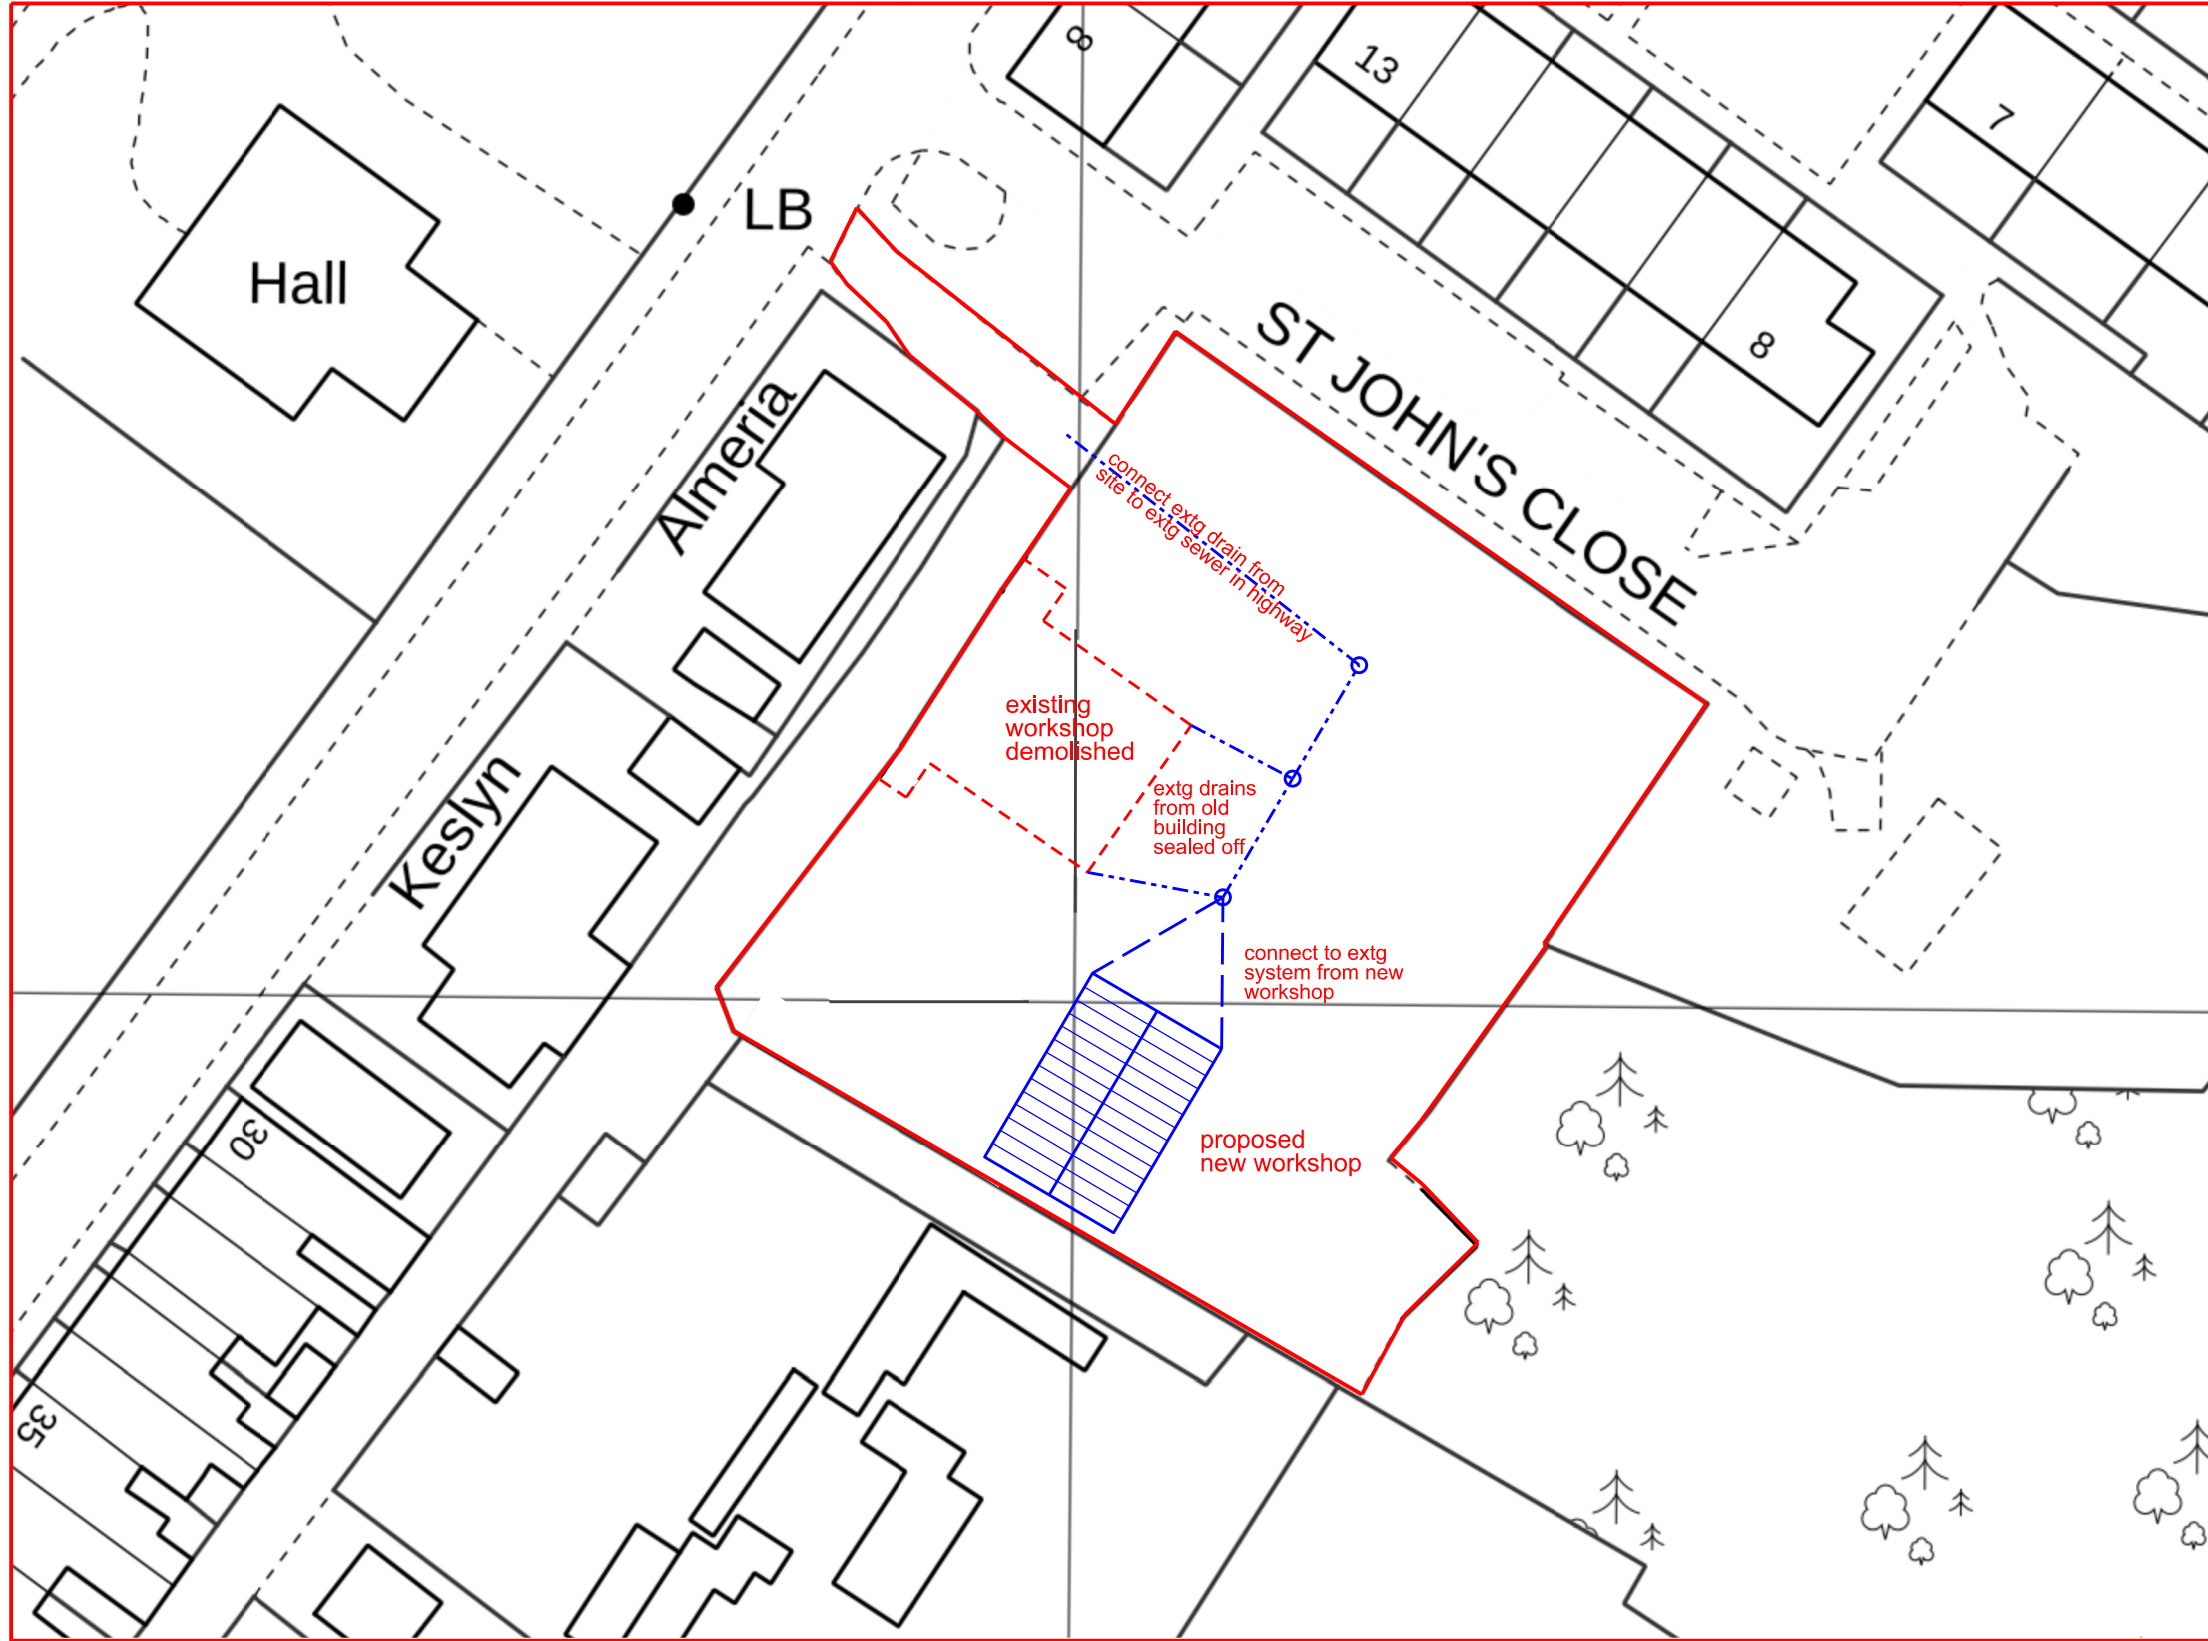 8
13
7
LB
Hall
ST JOHN'S CLOSE
8
Almeria
connect extg drain from
site to extg sewer in highway
existing
workshop
demolished
extg drains
from old
building
sealed off
Keslyn
connect to extg
system from new
workshop
30
proposed
new workshop
35